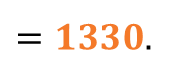 = 1330.